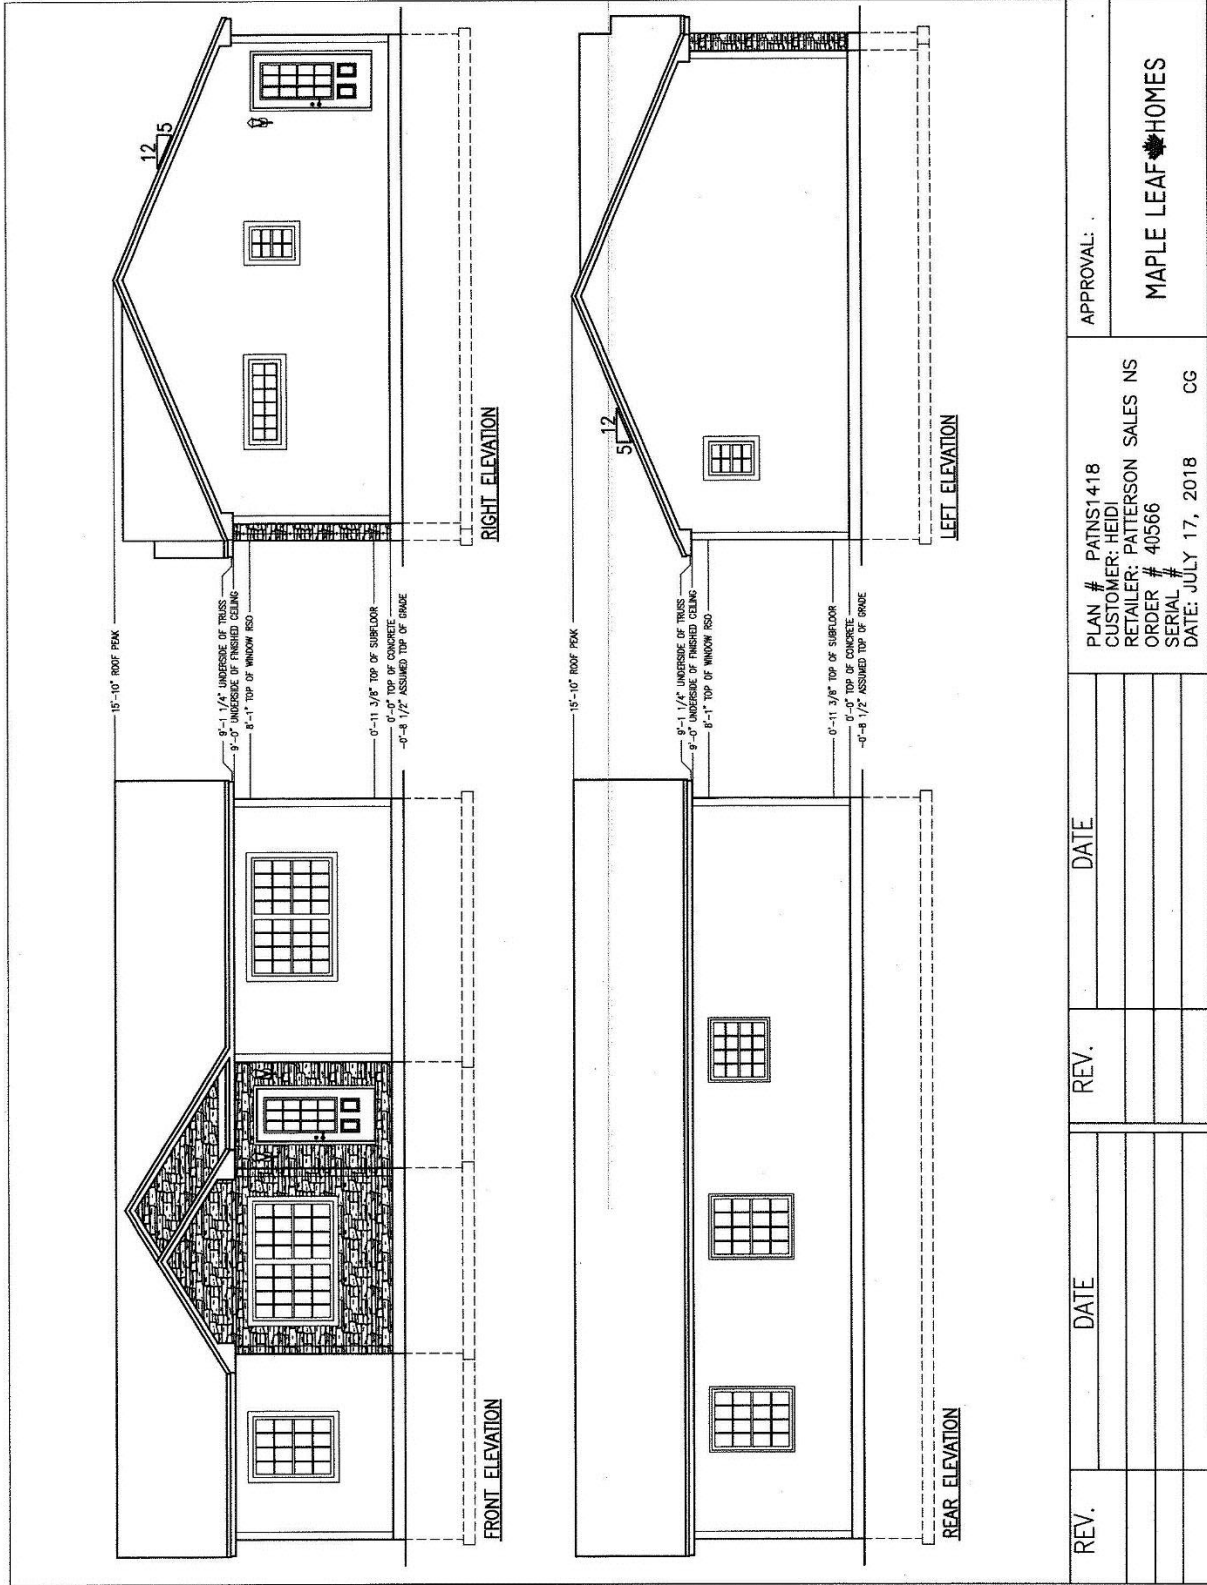 12
5
15'-10" ROOF PEAK
9'-1 1/4" UNDERSIDE OF TRUSS
9'-0" UNDERSIDE OF FINISHED CEILING
8'-1" TOP OF WINDOW RSO
0'-11 3/8" TOP OF SUBFLOOR
0'-0" TOP OF CONCRETE
-0'-8 1/2" ASSUMED TOP OF GRADE
FRONT ELEVATION
RIGHT ELEVATION
12
5
15'-10" ROOF PEAK
9'-1 1/4" UNDERSIDE OF TRUSS
9'-0" UNDERSIDE OF FINISHED CEILING
8'-1" TOP OF WINDOW RSO
0'-11 3/8" TOP OF SUBFLOOR
0'-0" TOP OF CONCRETE
-0'-8 1/2" ASSUMED TOP OF GRADE
REAR ELEVATION
LEFT ELEVATION
REV.
DATE
REV.
DATE
PLAN # PATNS1418
CUSTOMER: HEIDI
RETAILER: PATTERSON SALES NS
ORDER # 40566
SERIAL #
DATE: JULY 17, 2018 CG
APPROVAL: .
MAPLE LEAF HOMES